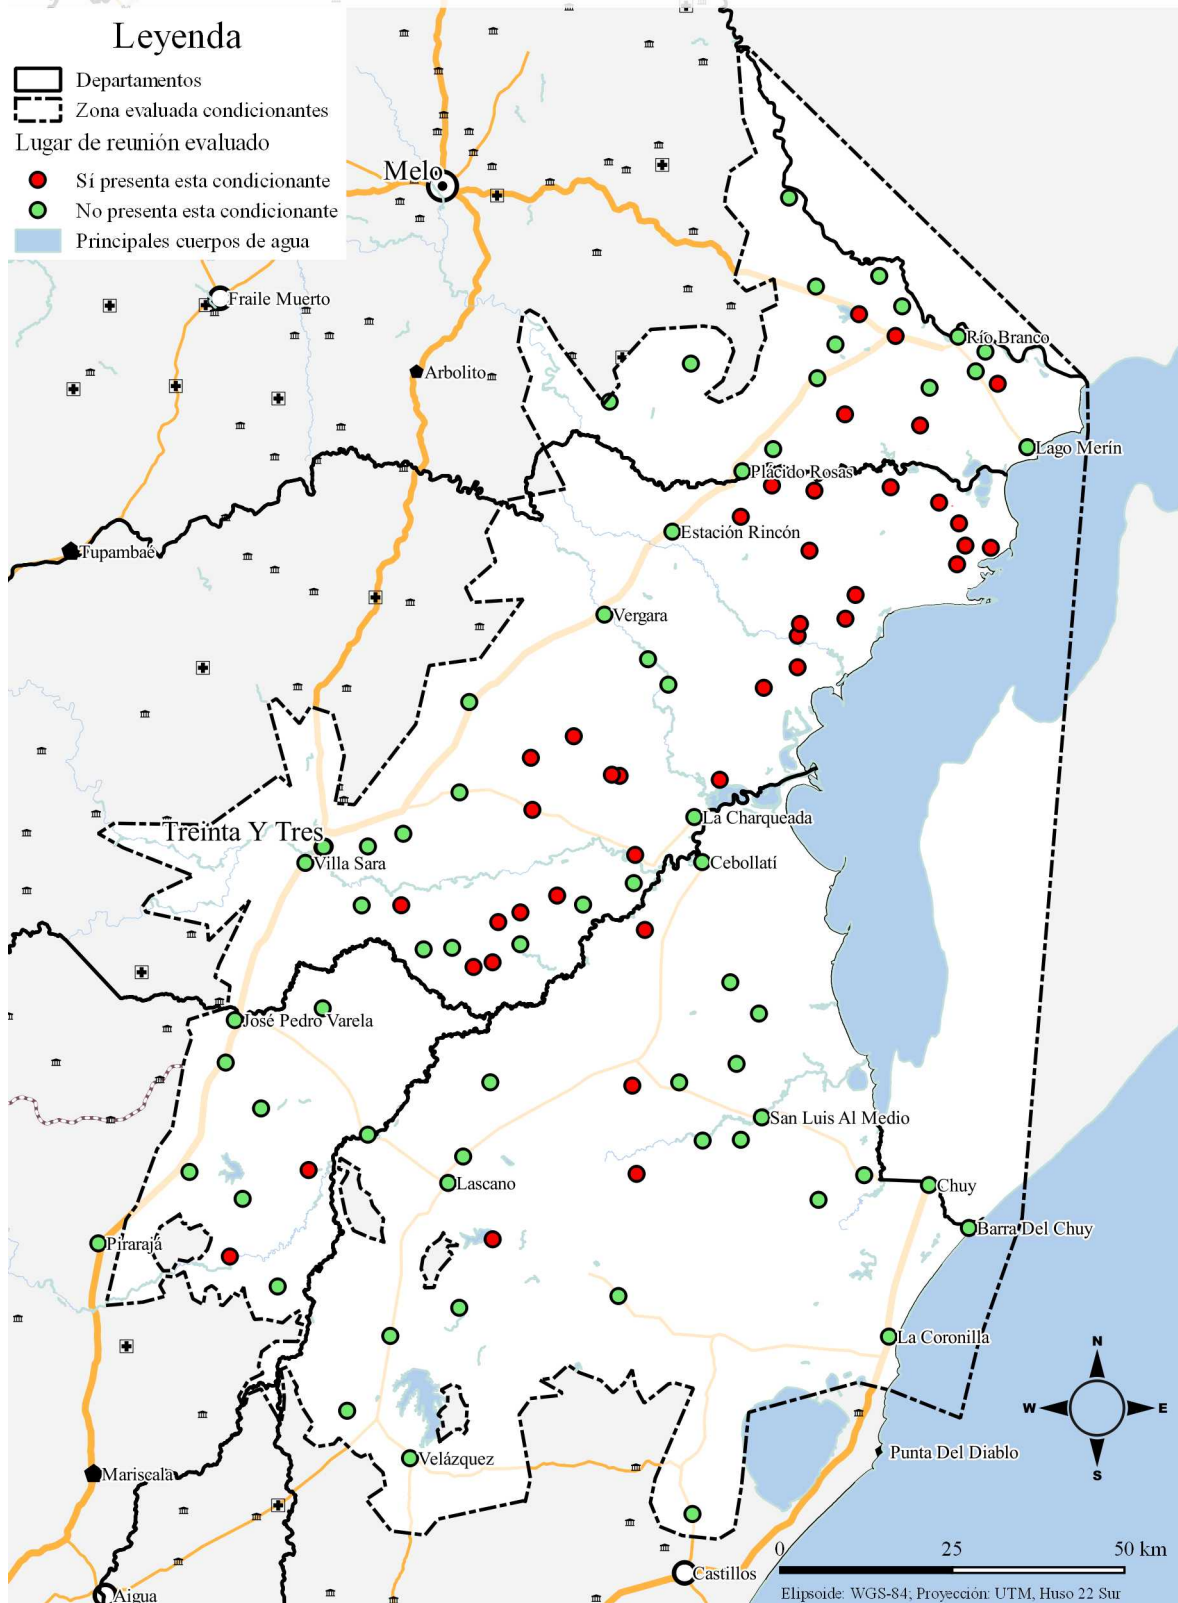 Leyenda
Departamentos
Zona evaluada condicionantes
Lugar de reunión evaluado
Sí presenta esta condicionante
No presenta esta condicionante
Principales cuerpos de agua
Melo
Fraile Muerto
Río Branco
Arbolito
Lago Merín
Plácido Rosas
Estación Rincón
Tupambaé
Vergara
La Charqueada
Treinta Y Tres
Villa Sara
Cebollatí
José Pedro Varela
San Luis Al Medio
Lascano
Chuy
Barra Del Chuy
Pirarajá
La Coronilla
N
W E
S
Punta Del Diablo
Velázquez
Mariscala
0 25 50 km
Castillos
Aigua
Elipsoide: WGS-84; Proyección: UTM, Huso 22 Sur